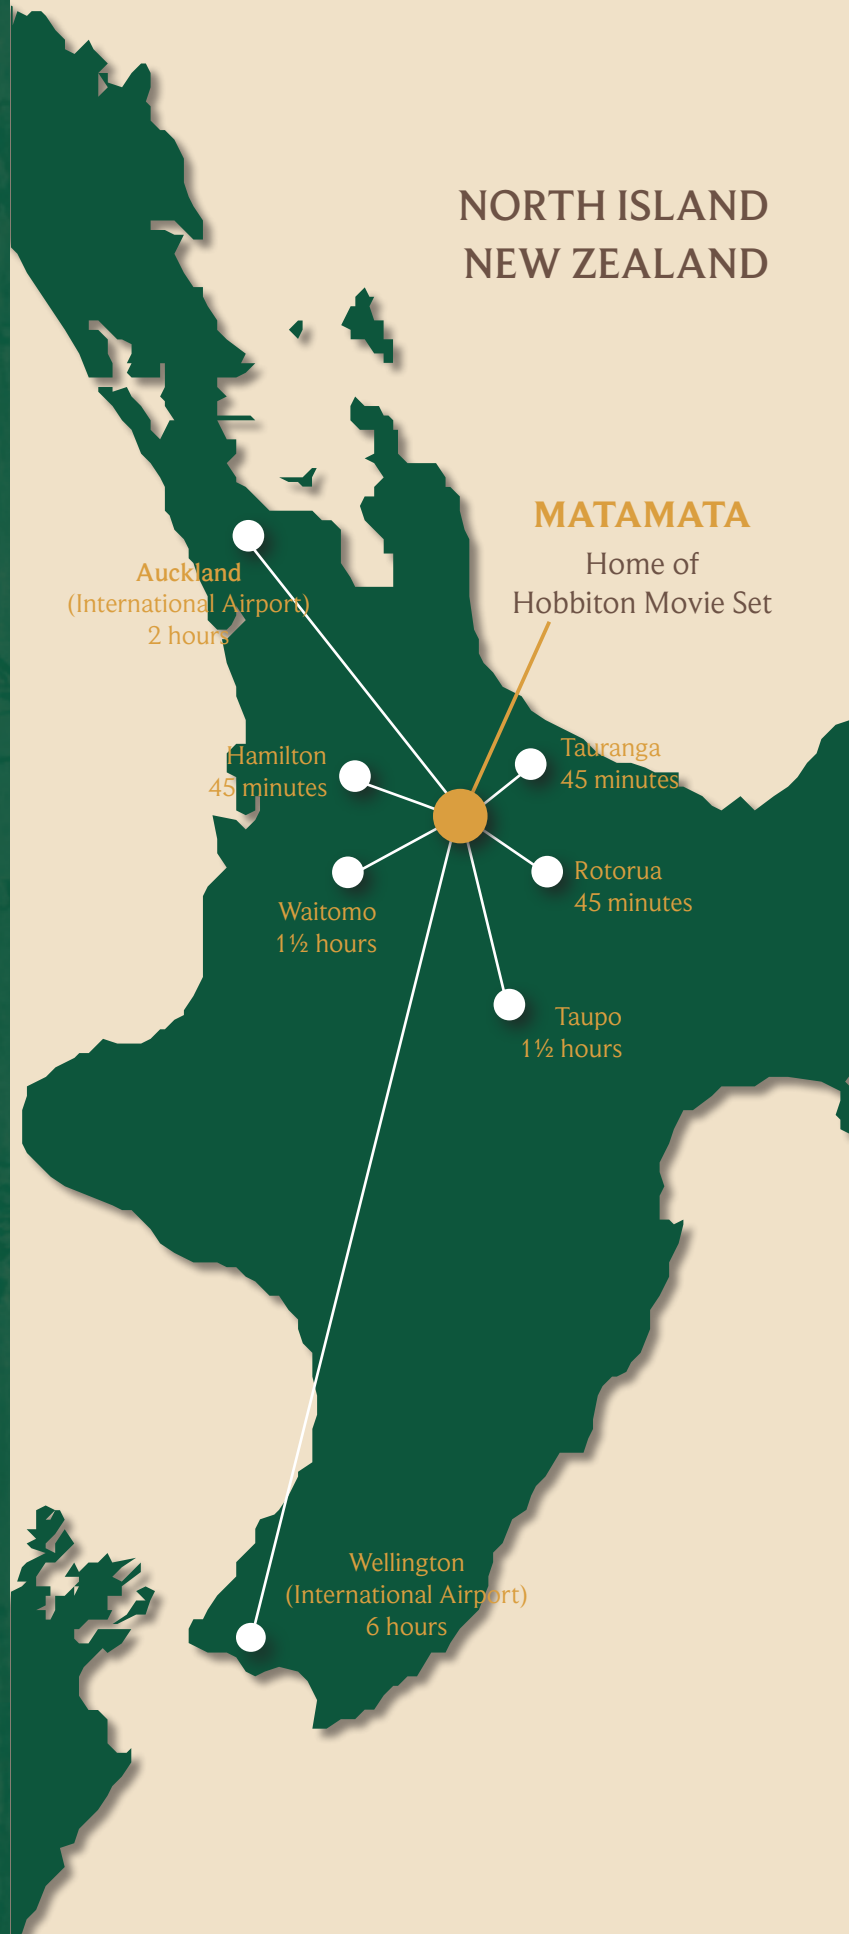 NORTH ISLAND
NEW ZEALAND
MATAMATA
Home of
Hobbiton Movie Set
Auckland
(International Airport)
2 hours
Hamilton
45 minutes
Tauranga
45 minutes
Waitomo
1½ hours
Rotorua
45 minutes
Taupo
1½ hours
Wellington
(International Airport)
6 hours